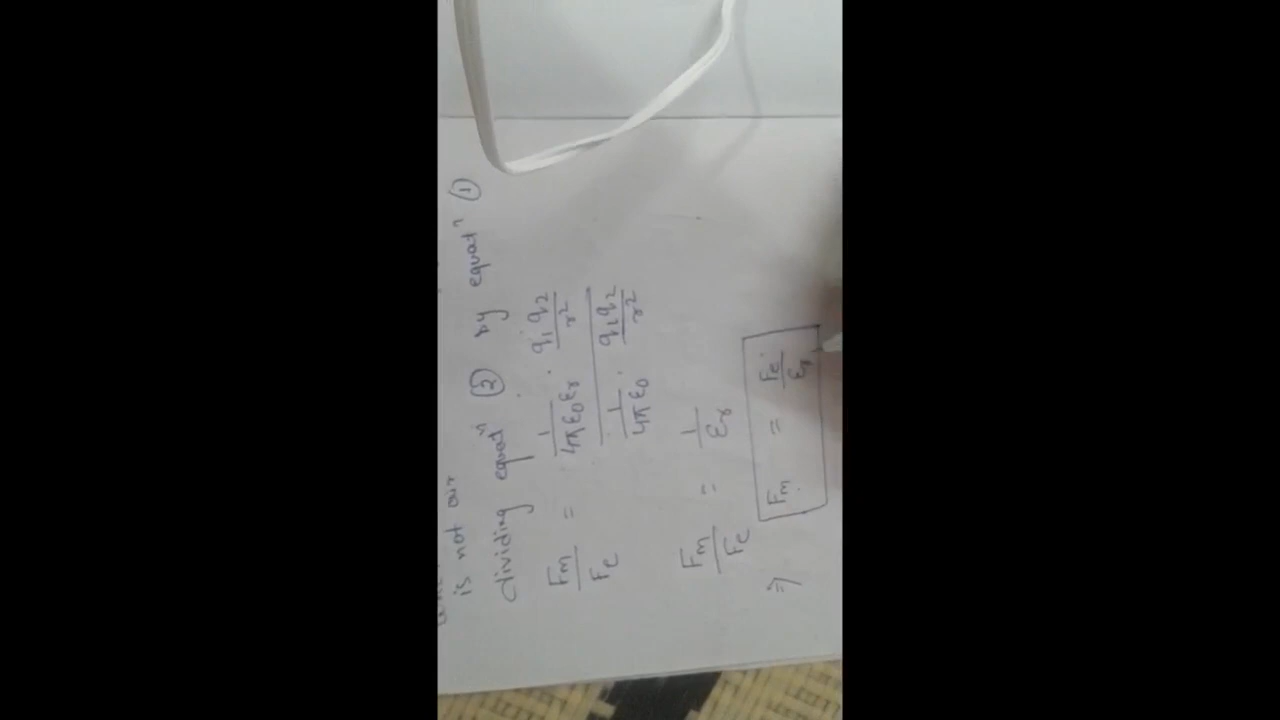 is not air
dividing equatⁿ ② by equatⁿ ①
Fm/Fe = 1/4πε₀εᵣ · q₁q₂/r² / 1/4πε₀ · q₁q₂/r²
Fm/Fe = 1/εᵣ
⇒ Fm = Fe/εᵣ